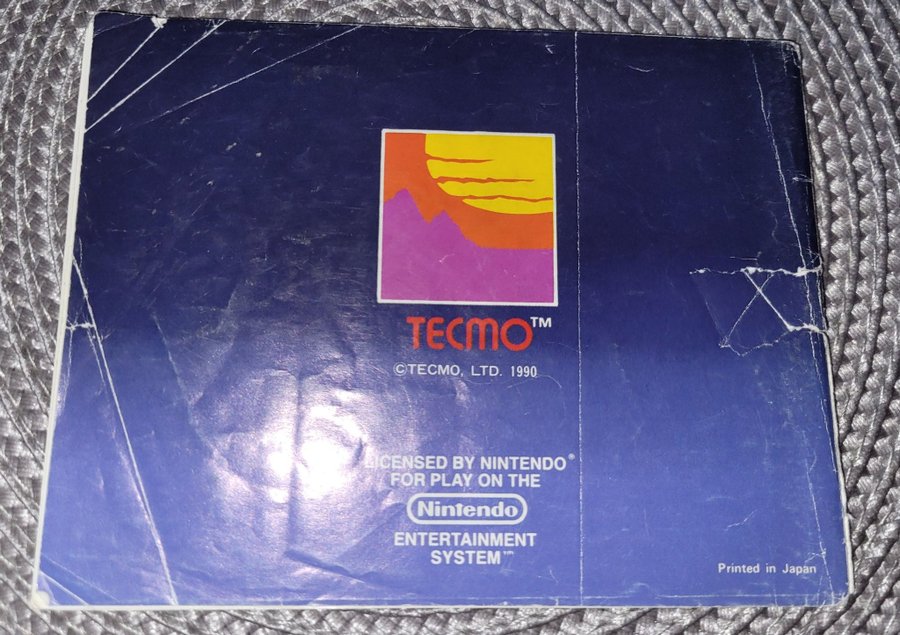 TECMO™
©TECMO, LTD. 1990
LICENSED BY NINTENDO®
FOR PLAY ON THE
Nintendo
ENTERTAINMENT
SYSTEM™
Printed in Japan